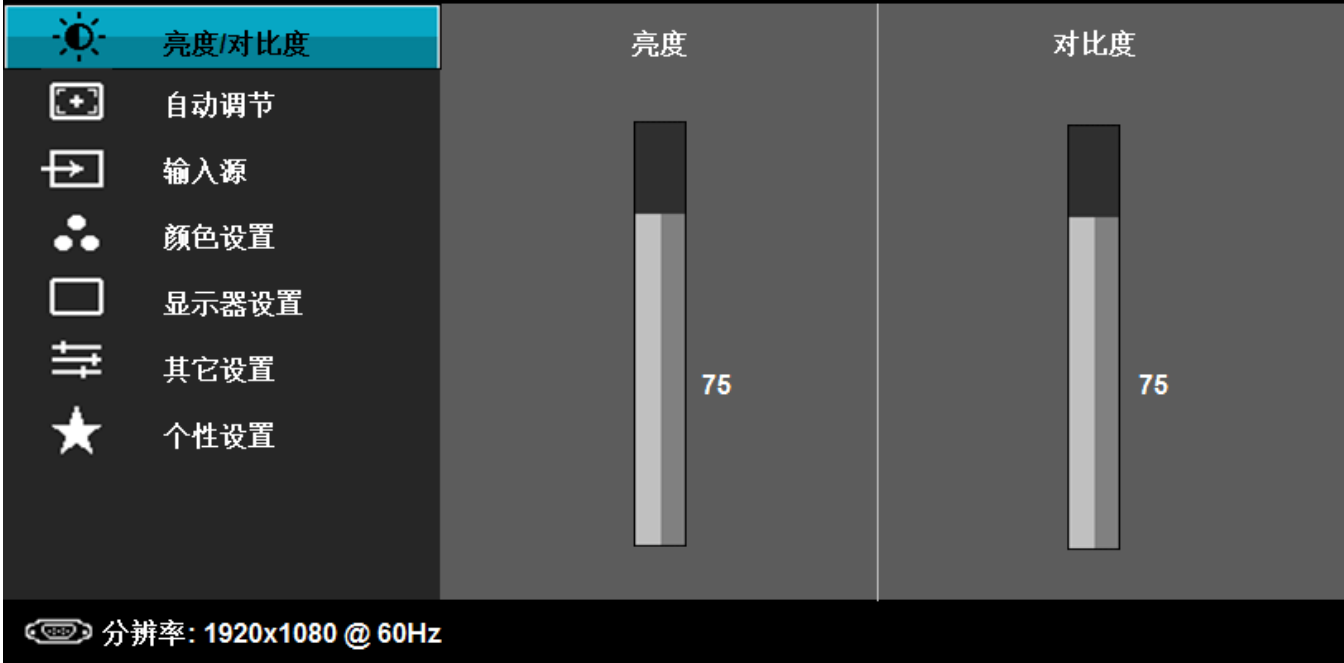 亮度/对比度
自动调节
输入源
颜色设置
显示器设置
其它设置
个性设置
亮度
75
对比度
75
分辨率: 1920x1080 @ 60Hz